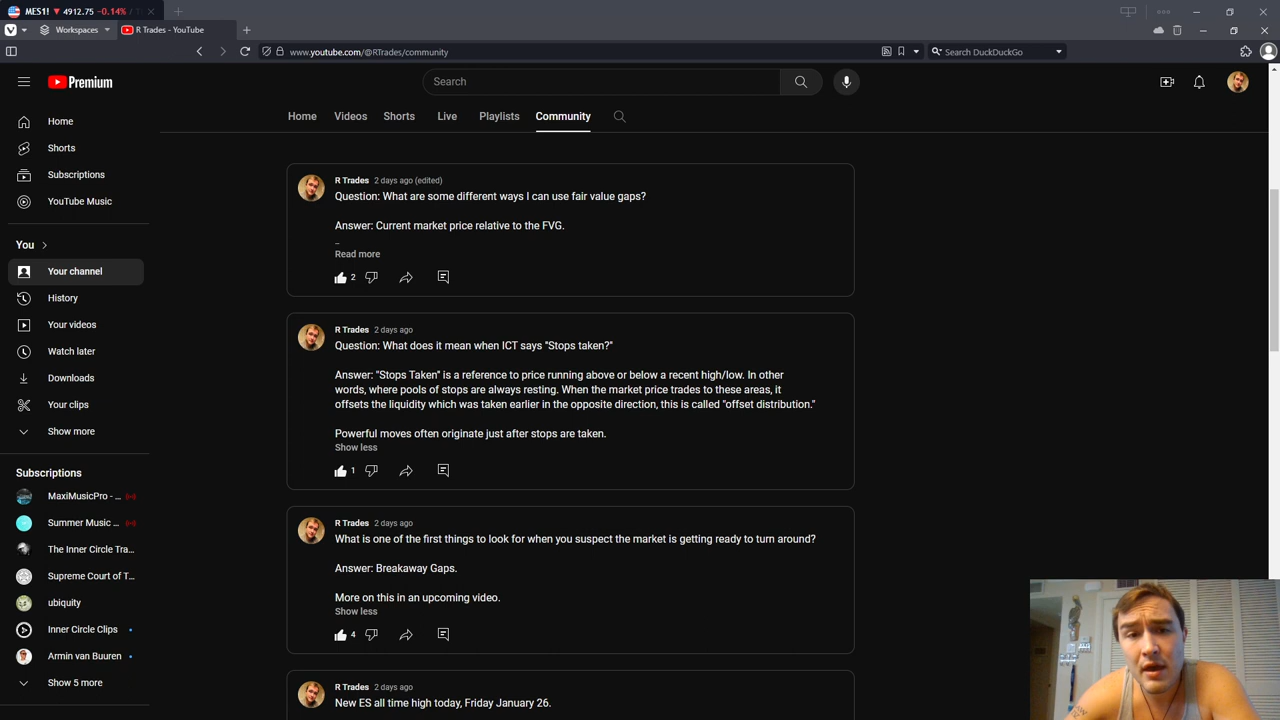 MES1! ▼ 4912.75 −0.14%
Workspaces
R Trades - YouTube
www.youtube.com/@RTrades/community
Search DuckDuckGo
Premium
Search
Home
Videos
Shorts
Live
Playlists
Community
Home
Shorts
Subscriptions
YouTube Music
You
Your channel
History
Your videos
Watch later
Downloads
Your clips
Show more
Subscriptions
MaxiMusicPro - ...
Summer Music ...
The Inner Circle Tra...
Supreme Court of T...
ubiquity
Inner Circle Clips
Armin van Buuren
Show 5 more
R Trades 2 days ago (edited)
Question: What are some different ways I can use fair value gaps?
Answer: Current market price relative to the FVG.
–
Read more
2
R Trades 2 days ago
Question: What does it mean when ICT says "Stops taken?"
Answer: "Stops Taken" is a reference to price running above or below a recent high/low. In other
words, where pools of stops are always resting. When the market price trades to these areas, it
offsets the liquidity which was taken earlier in the opposite direction, this is called "offset distribution."
Powerful moves often originate just after stops are taken.
Show less
1
R Trades 2 days ago
What is one of the first things to look for when you suspect the market is getting ready to turn around?
Answer: Breakaway Gaps.
More on this in an upcoming video.
Show less
4
R Trades 2 days ago
New ES all time high today, Friday January 26.